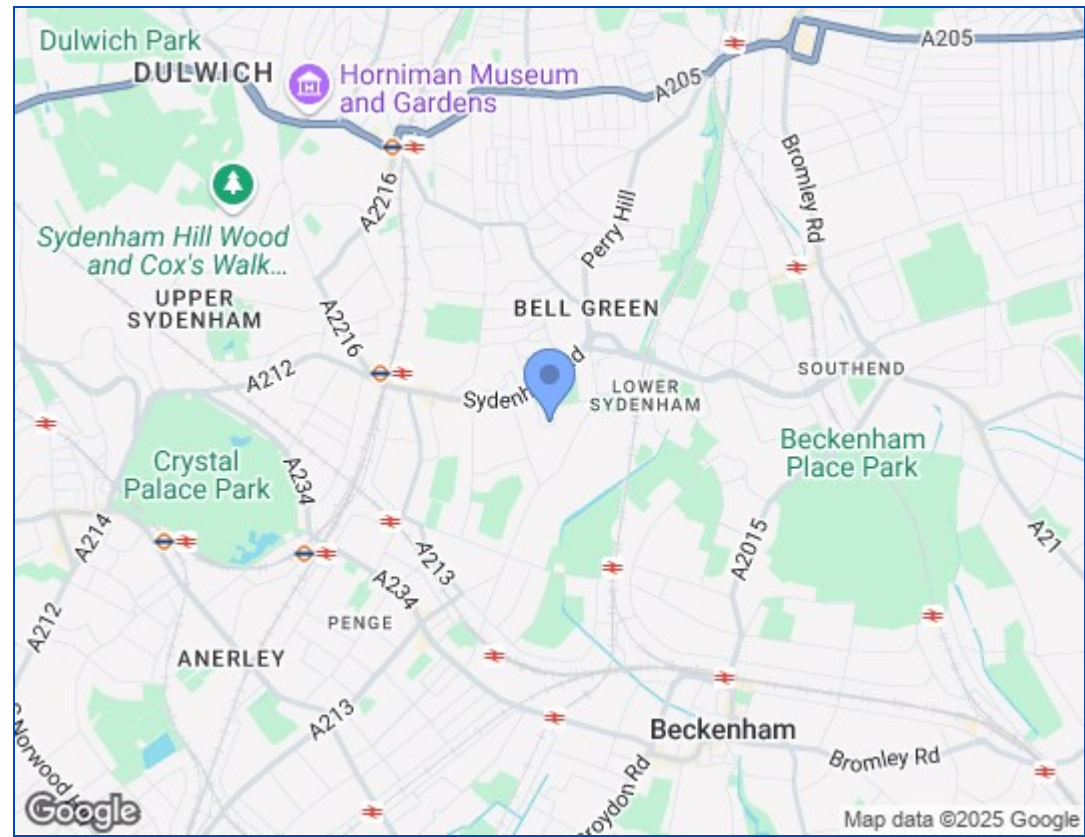 Dulwich Park
DULWICH
Horniman Museum
and Gardens
A205
A205
A2216
Bromley Rd
Perry Hill
Sydenham Hill Wood
and Cox's Walk...
UPPER
SYDENHAM
A2216
BELL GREEN
A212
SOUTHEND
LOWER
SYDENHAM
Crystal
Palace Park
A234
Beckenham
Place Park
A214
A213
A2015
A21
A234
A212
PENGE
ANERLEY
A213
Beckenham
Bromley Rd
Norwood
Google
Map data ©2025 Google